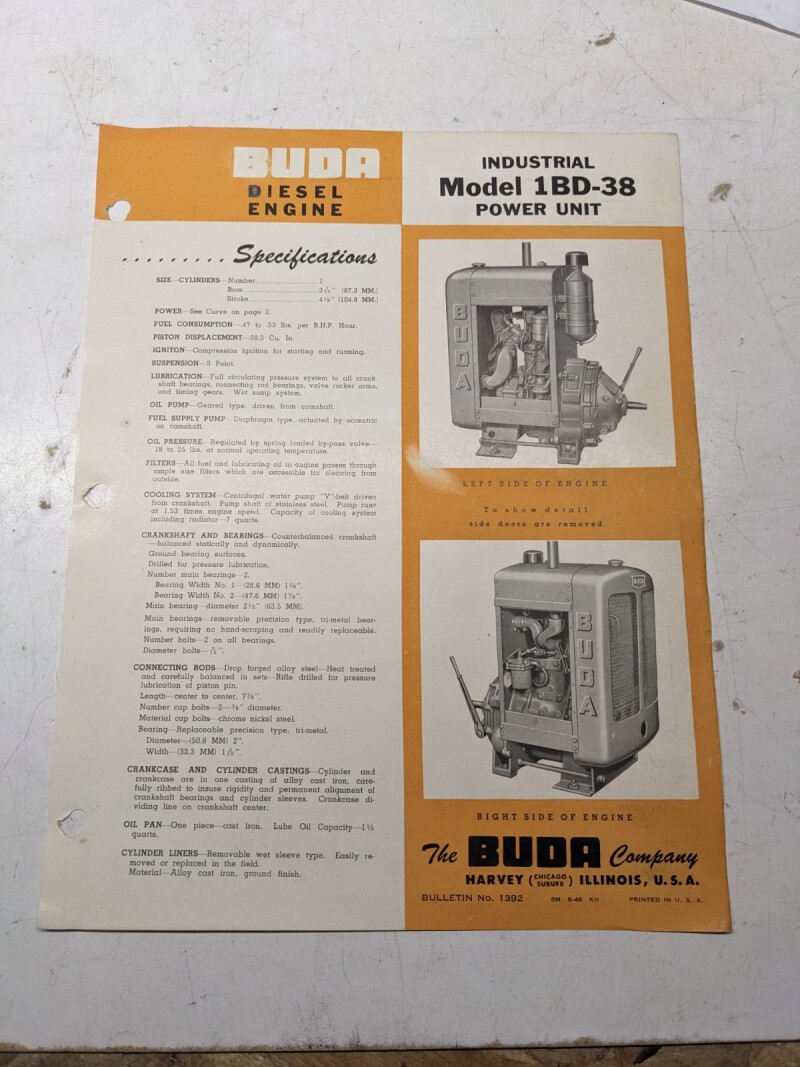 BUDA
DIESEL
ENGINE
INDUSTRIAL
Model 1BD-38
POWER UNIT
. . . . . . . . . Specifications
SIZE—CYLINDERS—Number 1
Bore 3 7/16" (87.3 MM.)
Stroke 4 1/8" (104.8 MM.)
POWER—See Curve on page 2.
FUEL CONSUMPTION—.47 to .53 lbs. per B.H.P. Hour.
PISTON DISPLACEMENT—38.3 Cu. In.
IGNITON—Compression ignition for starting and running.
SUSPENSION—3 Point.
LUBRICATION—Full circulating pressure system to all crank-
shaft bearings, connecting rod bearings, valve rocker arms,
and timing gears. Wet sump system.
OIL PUMP—Geared type, driven from camshaft.
FUEL SUPPLY PUMP—Diaphragm type, actuated by eccentric
on camshaft.
OIL PRESSURE—Regulated by spring loaded by-pass valve—
18 to 25 lbs. at normal operating temperature.
FILTERS—All fuel and lubricating oil to engine passes through
ample size filters which are accessible for cleaning from
outside.
COOLING SYSTEM—Centrifugal water pump "V"-belt driven
from crankshaft. Pump shaft of stainless steel. Pump runs
at 1.53 times engine speed. Capacity of cooling system
including radiator—7 quarts.
CRANKSHAFT AND BEARINGS—Counterbalanced crankshaft
—balanced statically and dynamically.
Ground bearing surfaces.
Drilled for pressure lubrication.
Number main bearings—2.
Bearing Width No. 1—(28.6 MM) 1 1/8".
Bearing Width No. 2—(47.6 MM) 1 7/8".
Main bearing—diameter 2 1/2" (63.5 MM).
Main bearings—removable precision type, tri-metal bear-
ings, requiring no hand-scraping and readily replaceable.
Number bolts—2 on all bearings.
Diameter bolts—
CONNECTING RODS—Drop forged alloy steel—Heat treated
and carefully balanced in sets—Rifle drilled for pressure
lubrication of piston pin.
Length—center to center, 7 3/8".
Number cap bolts—2—3/8" diameter.
Material cap bolts—chrome nickel steel.
Bearing—Replaceable precision type, tri-metal.
Diameter—(50.8 MM) 2".
Width—(33.3 MM) 1 5/16".
CRANKCASE AND CYLINDER CASTINGS—Cylinder and
crankcase are in one casting of alloy cast iron, care-
fully ribbed to insure rigidity and permanent alignment of
crankshaft bearings and cylinder sleeves. Crankcase di-
viding line on crankshaft center.
OIL PAN—One piece—cast iron. Lube Oil Capacity—1 1/2
quarts.
CYLINDER LINERS—Removable wet sleeve type. Easily re-
moved or replaced in the field.
Material—Alloy cast iron, ground finish.
BUDA
LEFT SIDE OF ENGINE
To show detail
side doors are removed
BUDA
BUDA
RIGHT SIDE OF ENGINE
The BUDA Company
HARVEY (CHICAGO SUBURB) ILLINOIS, U.S.A.
BULLETIN No. 1392 5M 8-48 KH PRINTED IN U. S. A.